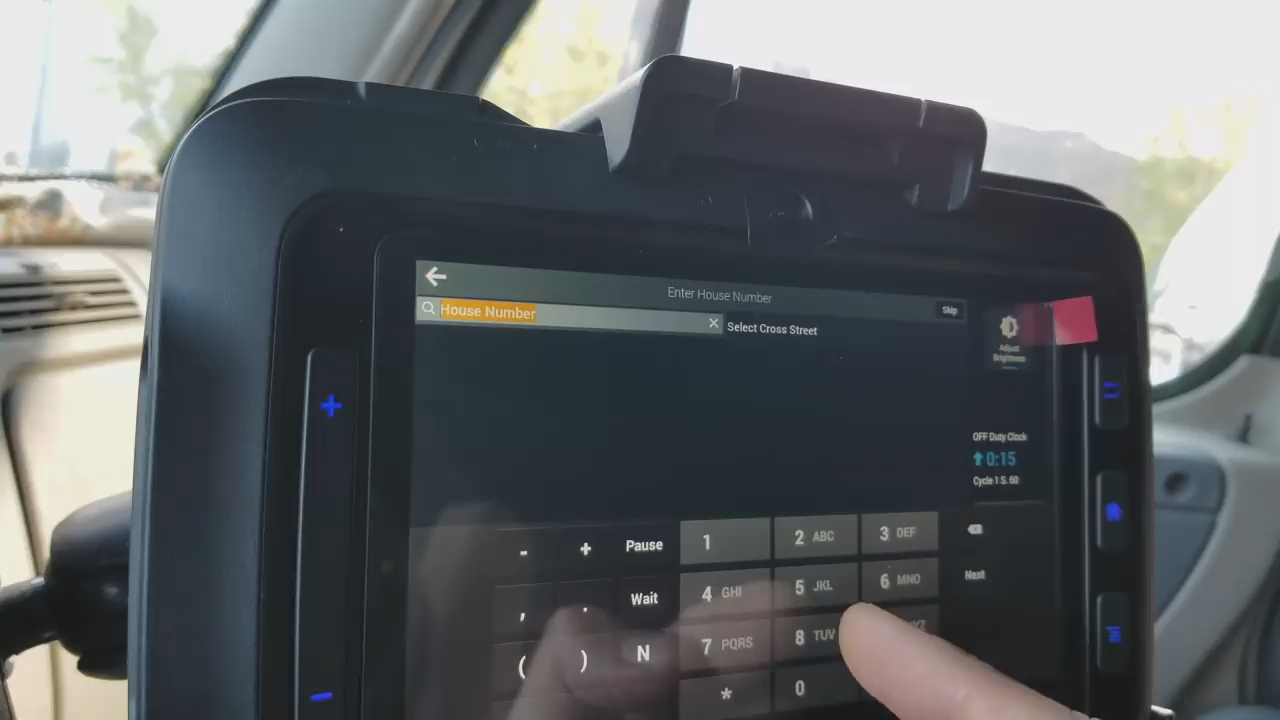 Enter House Number
Skip
House Number
Select Cross Street
Adjust
Brightness
OFF Duty Clock
0:15
Cycle 1 S. 60
- + Pause 1 2 ABC 3 DEF
, . Wait 4 GHI 5 JKL 6 MNO Next
( ) N 7 PQRS 8 TUV
* 0